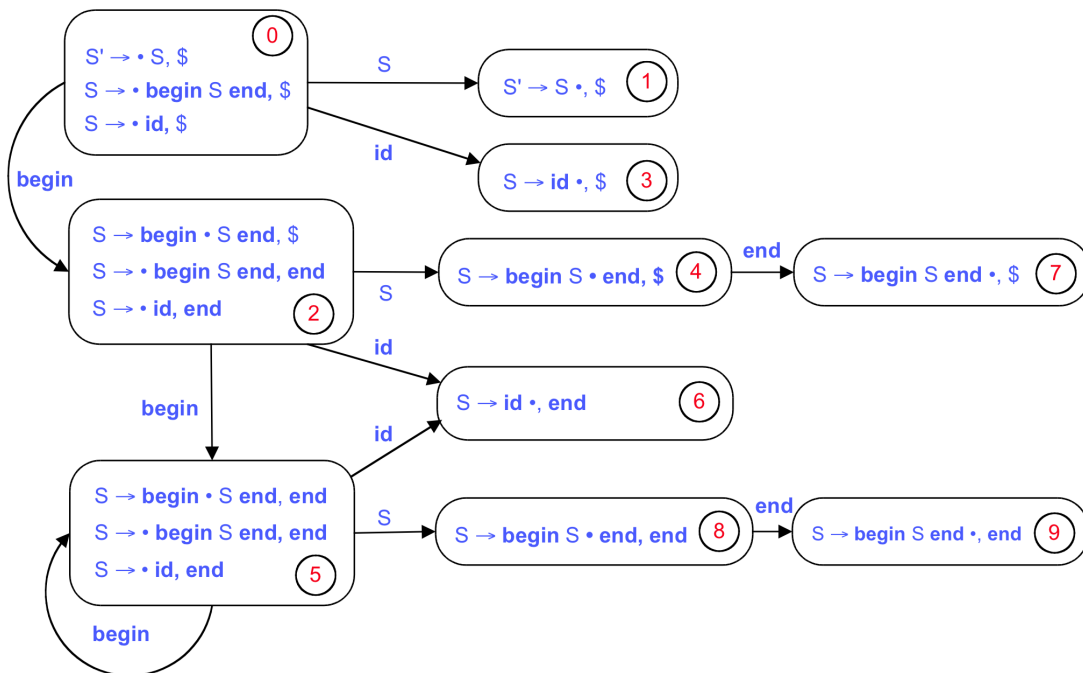 0
S' → • S, $
S → • begin S end, $
S → • id, $
S
S' → S •, $
1
id
S → id •, $
3
begin
S → begin • S end, $
S → • begin S end, end
S → • id, end
2
S
S → begin S • end, $
4
end
S → begin S end •, $
7
id
S → id •, end
6
begin
id
S → begin • S end, end
S → • begin S end, end
S → • id, end
5
S
S → begin S • end, end
8
end
S → begin S end •, end
9
begin